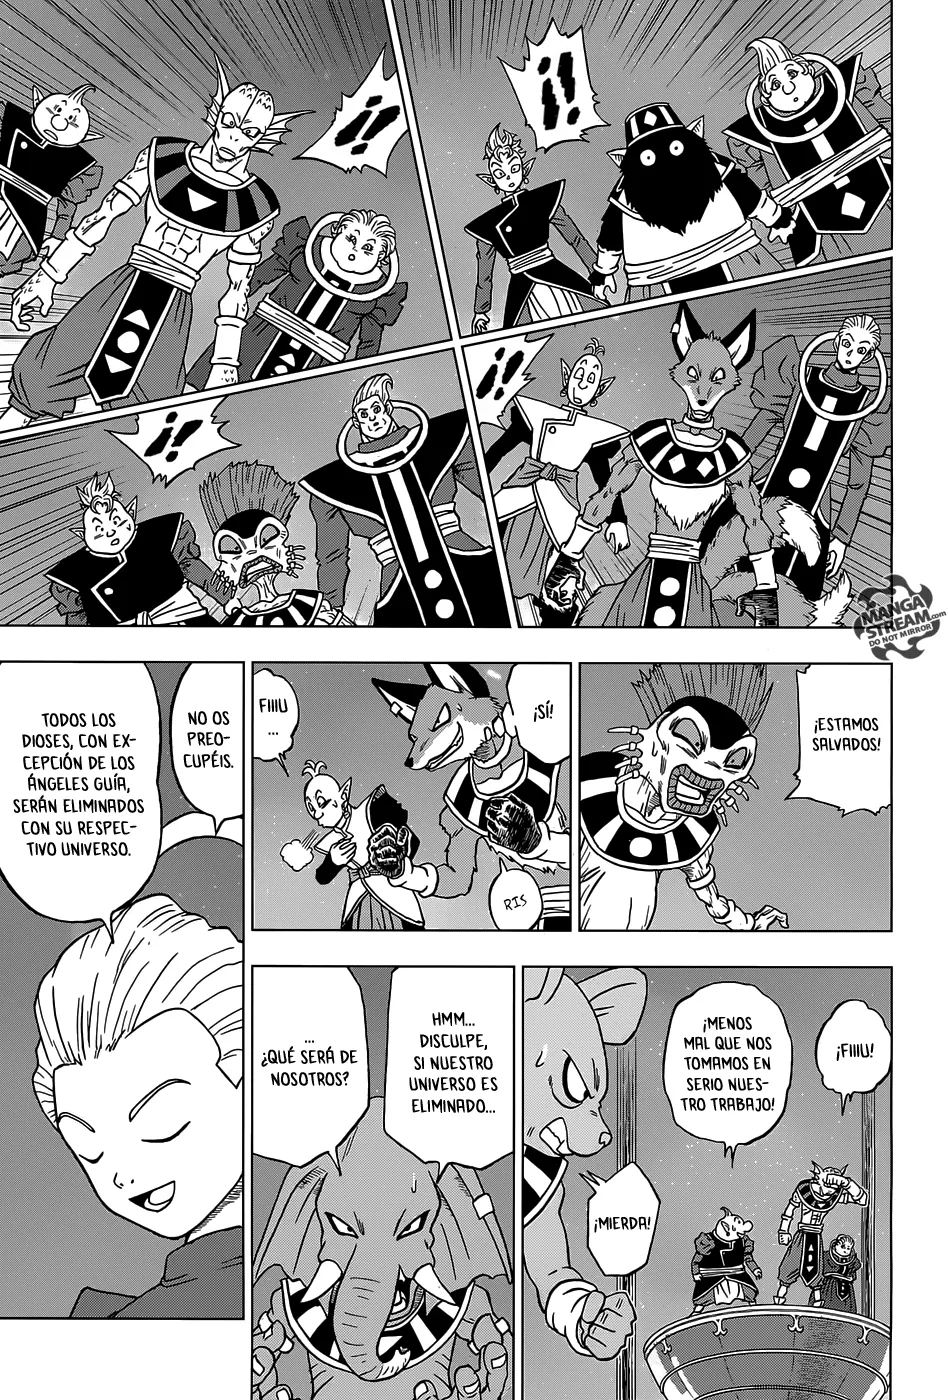 ¡¡
¡¡
¡¡
¡¡
MANGA
STREAM.com
DO NOT MIRROR
¡ESTAMOS
SALVADOS!
¡SÍ!
RIS
FIIIU
...
NO OS
PREO-
CUPÉIS.
TODOS LOS
DIOSES, CON EX-
CEPCIÓN DE LOS
ÁNGELES GUÍA,
SERÁN ELIMINADOS
CON SU RESPEC-
TIVO UNIVERSO.
¡FIIIU!
¡MENOS
MAL QUE NOS
TOMAMOS EN
SERIO NUES-
TRO TRABAJO!
¡MIERDA!
HMM...
DISCULPE,
SI NUESTRO
UNIVERSO ES
ELIMINADO...
...
¿QUÉ SERÁ DE
NOSOTROS?